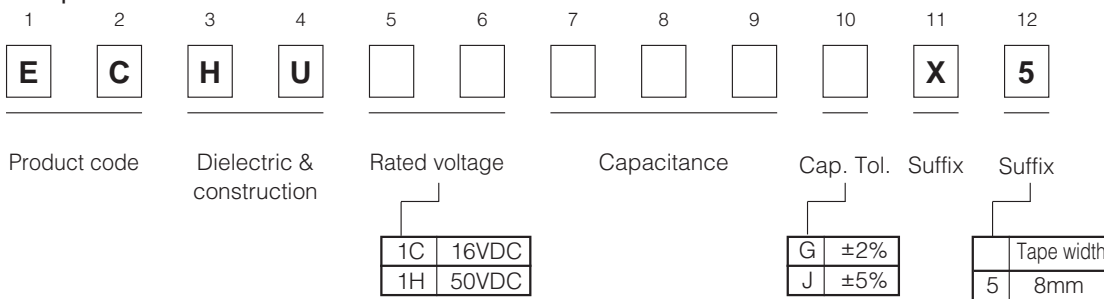 1 2 3 4 5 6 7 8 9 10 11 12
E C H U X 5
Product code Dielectric & Rated voltage Capacitance Cap. Tol. Suffix Suffix
construction
1C 16VDC G ±2% Tape width
1H 50VDC J ±5% 5 8mm